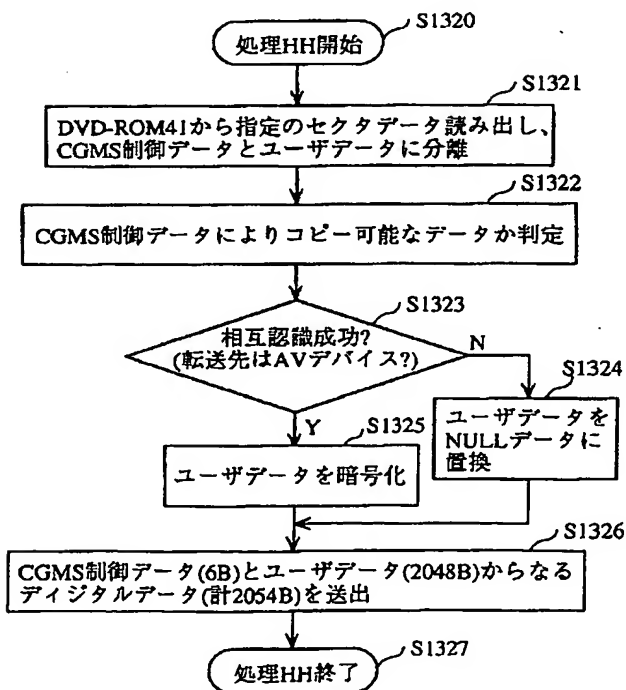 S1320
処理HH開始
S1321
DVD-ROM41から指定のセクタデータ読み出し、
CGMS制御データとユーザデータに分離
S1322
CGMS制御データによりコピー可能なデータか判定
S1323
相互認識成功?
(転送先はAVデバイス?)
N
S1324
ユーザデータを
NULLデータに
置換
Y
S1325
ユーザデータを暗号化
S1326
CGMS制御データ(6B)とユーザデータ(2048B)からなる
ディジタルデータ(計2054B)を送出
S1327
処理HH終了